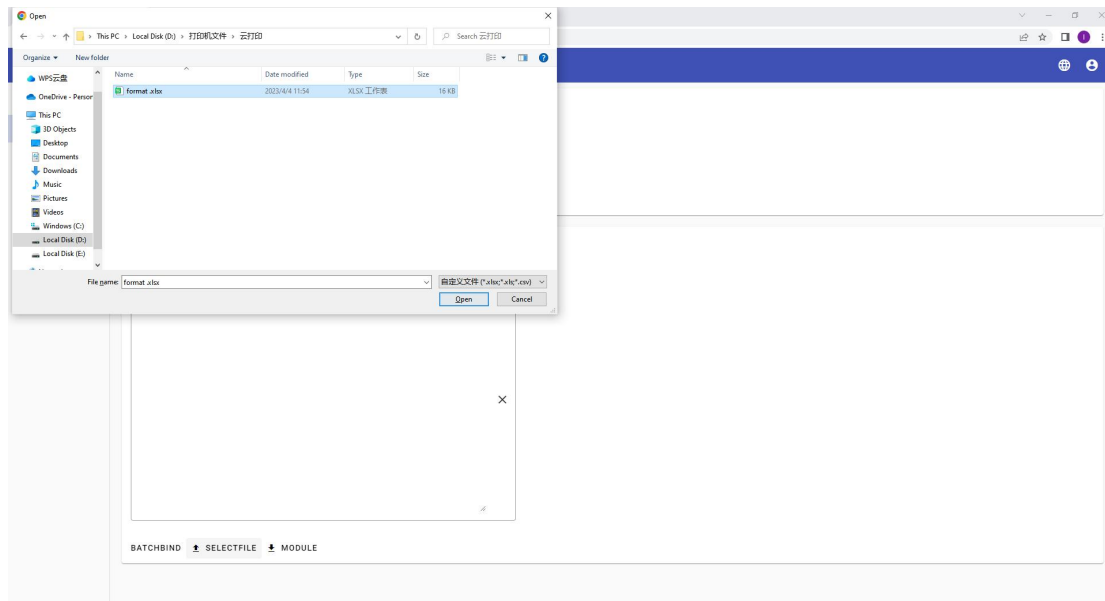 Open
This PC › Local Disk (D:) › 打印机文件 › 云打印
Search 云打印
Organize
New folder
Name
Date modified
Type
Size
format .xlsx
2023/4/4 11:54
XLSX 工作表
16 KB
WPS云盘
OneDrive - Person
This PC
3D Objects
Desktop
Documents
Downloads
Music
Pictures
Videos
Windows (C:)
Local Disk (D:)
Local Disk (E:)
File name:
format .xlsx
自定义文件 (*.xlsx;*.xls;*.csv)
Open
Cancel
BATCHBIND
SELECTFILE
MODULE